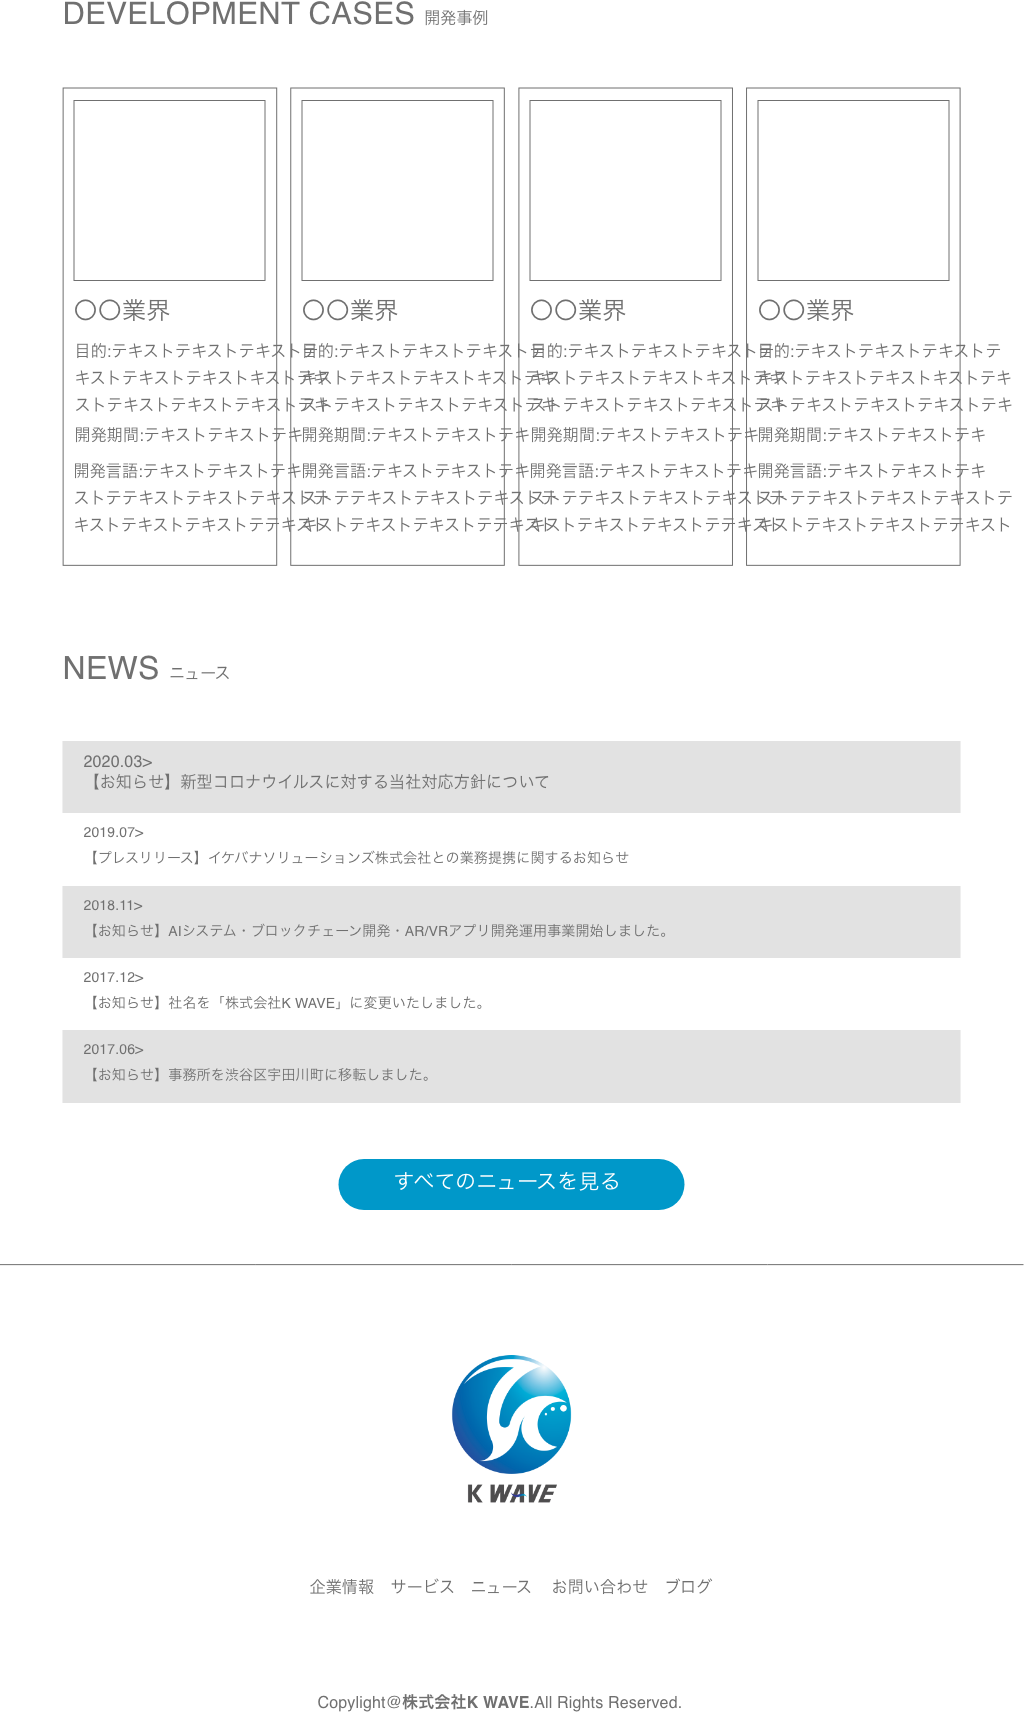 DEVELOPMENT CASES 開発事例
〇〇業界
目的:テキストテキストテキストテ
キストテキストテキストキストテキ
ストテキストテキストテキストテキ
開発期間:テキストテキストテキ
開発言語:テキストテキストテキ
ストテテキストテキストテキストテ
キストテキストテキストテテキスト
〇〇業界
目的:テキストテキストテキストテ
キストテキストテキストキストテキ
ストテキストテキストテキストテキ
開発期間:テキストテキストテキ
開発言語:テキストテキストテキ
ストテテキストテキストテキストテ
キストテキストテキストテテキスト
〇〇業界
目的:テキストテキストテキストテ
キストテキストテキストキストテキ
ストテキストテキストテキストテキ
開発期間:テキストテキストテキ
開発言語:テキストテキストテキ
ストテテキストテキストテキストテ
キストテキストテキストテテキスト
〇〇業界
目的:テキストテキストテキストテ
キストテキストテキストキストテキ
ストテキストテキストテキストテキ
開発期間:テキストテキストテキ
開発言語:テキストテキストテキ
ストテテキストテキストテキストテ
キストテキストテキストテテキスト
NEWS ニュース
2020.03>
【お知らせ】新型コロナウイルスに対する当社対応方針について
2019.07>
【プレスリリース】イケバナソリューションズ株式会社との業務提携に関するお知らせ
2018.11>
【お知らせ】AIシステム・ブロックチェーン開発・AR/VRアプリ開発運用事業開始しました。
2017.12>
【お知らせ】社名を「株式会社K WAVE」に変更いたしました。
2017.06>
【お知らせ】事務所を渋谷区宇田川町に移転しました。
すべてのニュースを見る
K WAVE
企業情報 サービス ニュース お問い合わせ ブログ
Copylight@株式会社K WAVE.All Rights Reserved.